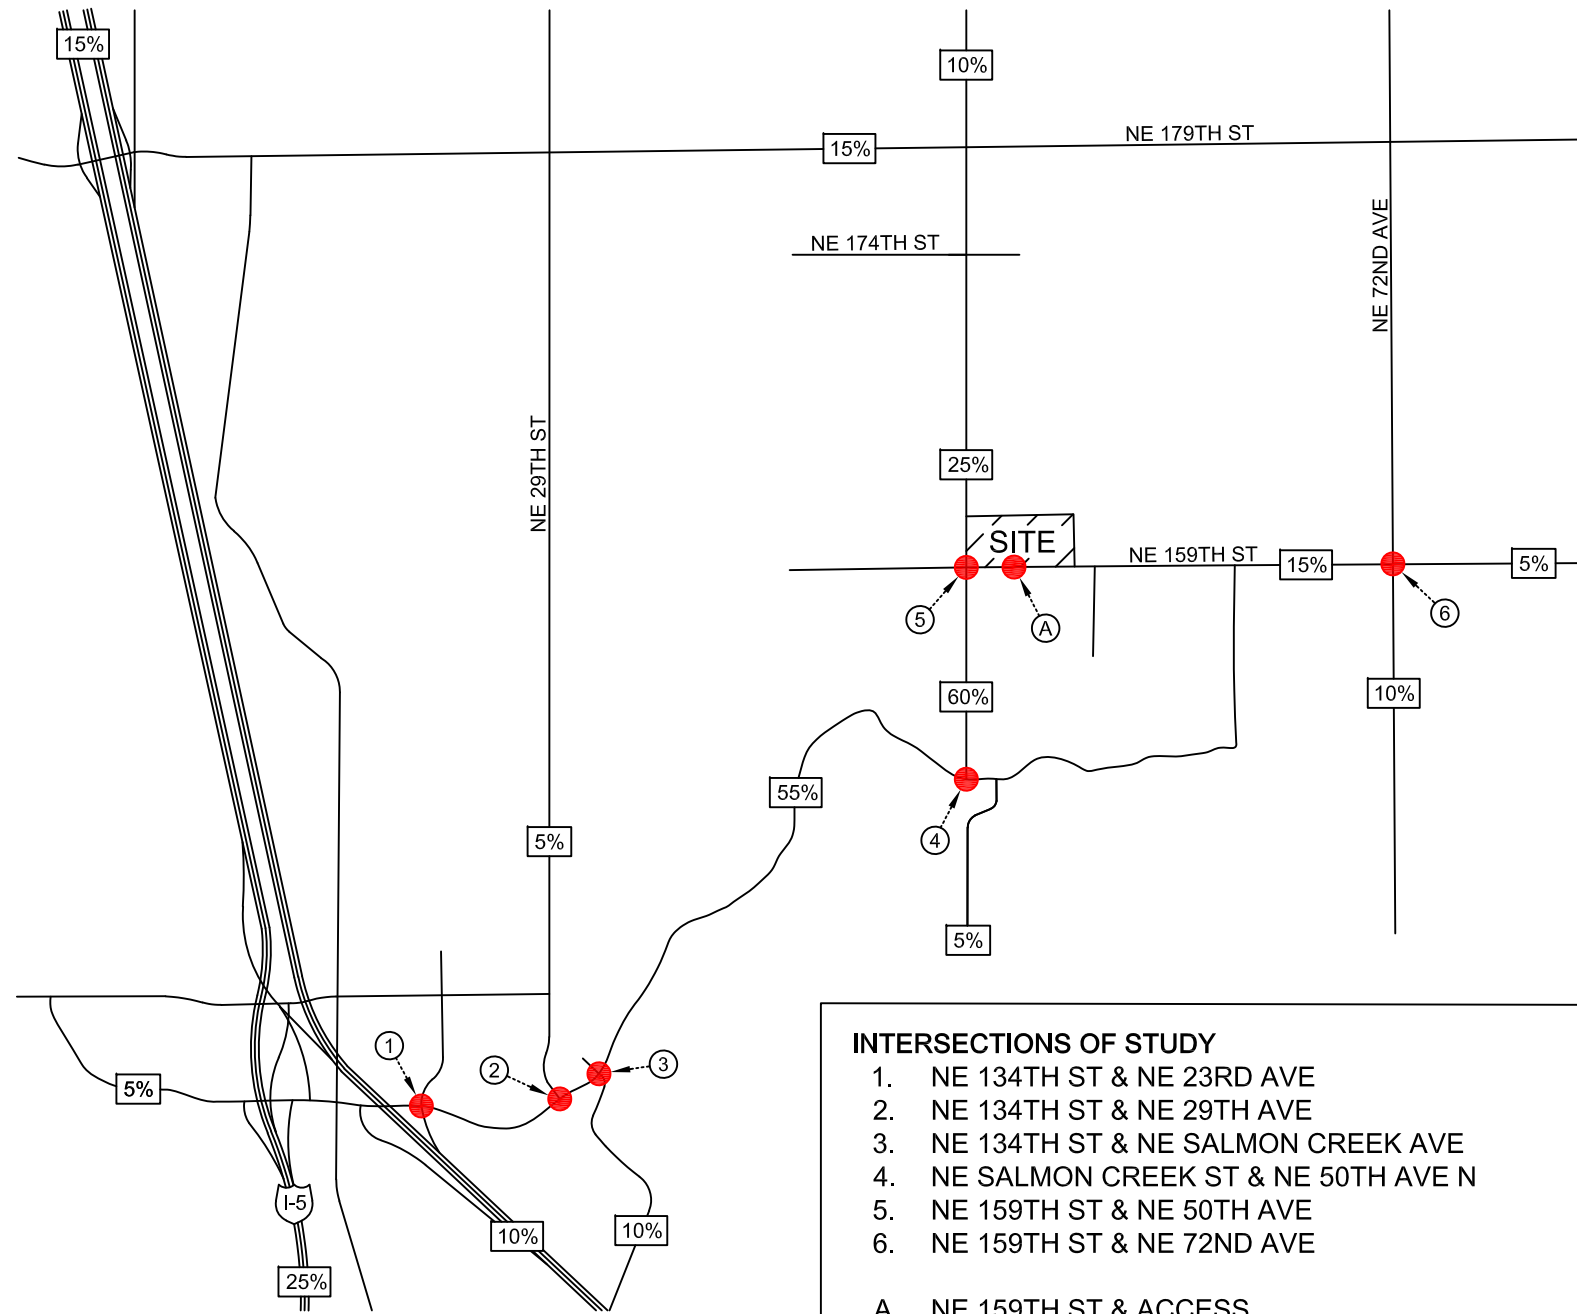 15%
10%
NE 179TH ST
15%
NE 174TH ST
NE 72ND AVE
NE 29TH ST
25%
SITE
NE 159TH ST
15%
5%
5
A
6
60%
10%
55%
5%
4
5%
1
2
3
5%
I-5
10%
10%
25%
INTERSECTIONS OF STUDY
1. NE 134TH ST & NE 23RD AVE
2. NE 134TH ST & NE 29TH AVE
3. NE 134TH ST & NE SALMON CREEK AVE
4. NE SALMON CREEK ST & NE 50TH AVE N
5. NE 159TH ST & NE 50TH AVE
6. NE 159TH ST & NE 72ND AVE
A. NE 159TH ST & ACCESS